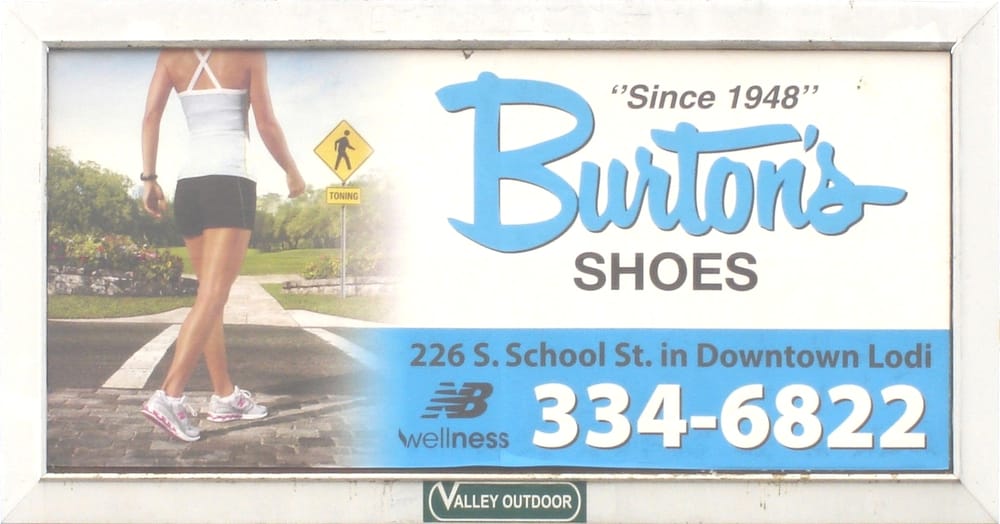 "Since 1948"
Burton's
SHOES
TONING
226 S. School St. in Downtown Lodi
NB
wellness
334-6822
VALLEY OUTDOOR